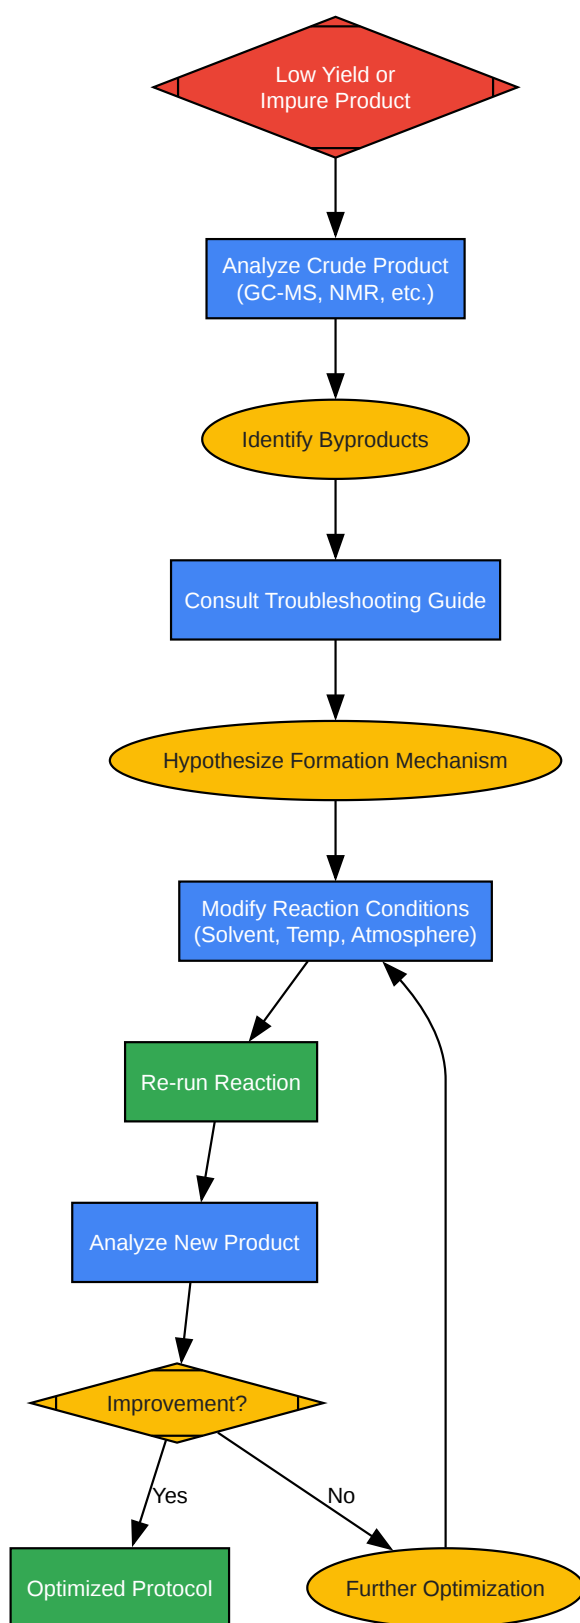 Low Yield or
Impure Product
Analyze Crude Product
(GC-MS, NMR, etc.)
Identify Byproducts
Consult Troubleshooting Guide
Hypothesize Formation Mechanism
Modify Reaction Conditions
(Solvent, Temp, Atmosphere)
Re-run Reaction
Analyze New Product
Improvement?
Yes
No
Optimized Protocol
Further Optimization